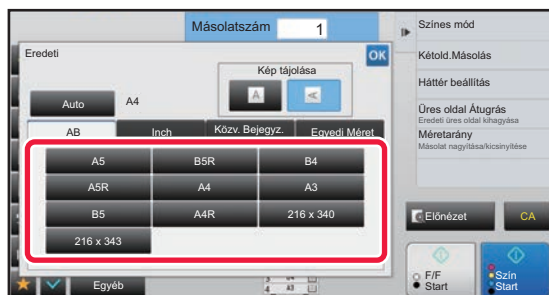 Másolatszám 1
Eredeti
OK
Kép tájolása
A
A
Auto A4
AB Inch Közv. Bejegyz. Egyedi Méret
A5 B5R B4
A5R A4 A3
B5 A4R 216 x 340
216 x 343
Egyéb
Színes mód
Kétold.Másolás
Háttér beállítás
Üres oldal Átugrás
Eredeti üres oldal kihagyása
Méretarány
Másolat nagyítása/kicsinyítése
Előnézet CA
F/F
Start
Szín
Start